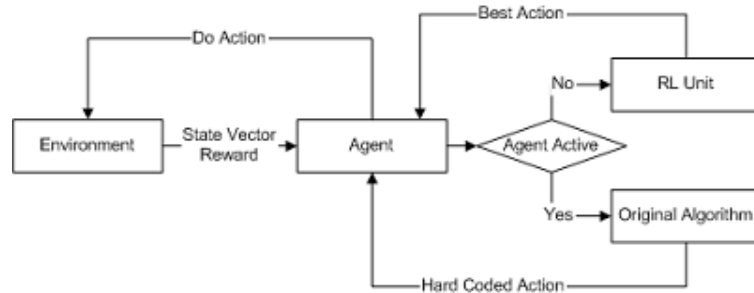 Best Action
Do Action
No
RL Unit
Environment
State Vector
Reward
Agent
Agent Active
Yes
Original Algorithm
Hard Coded Action